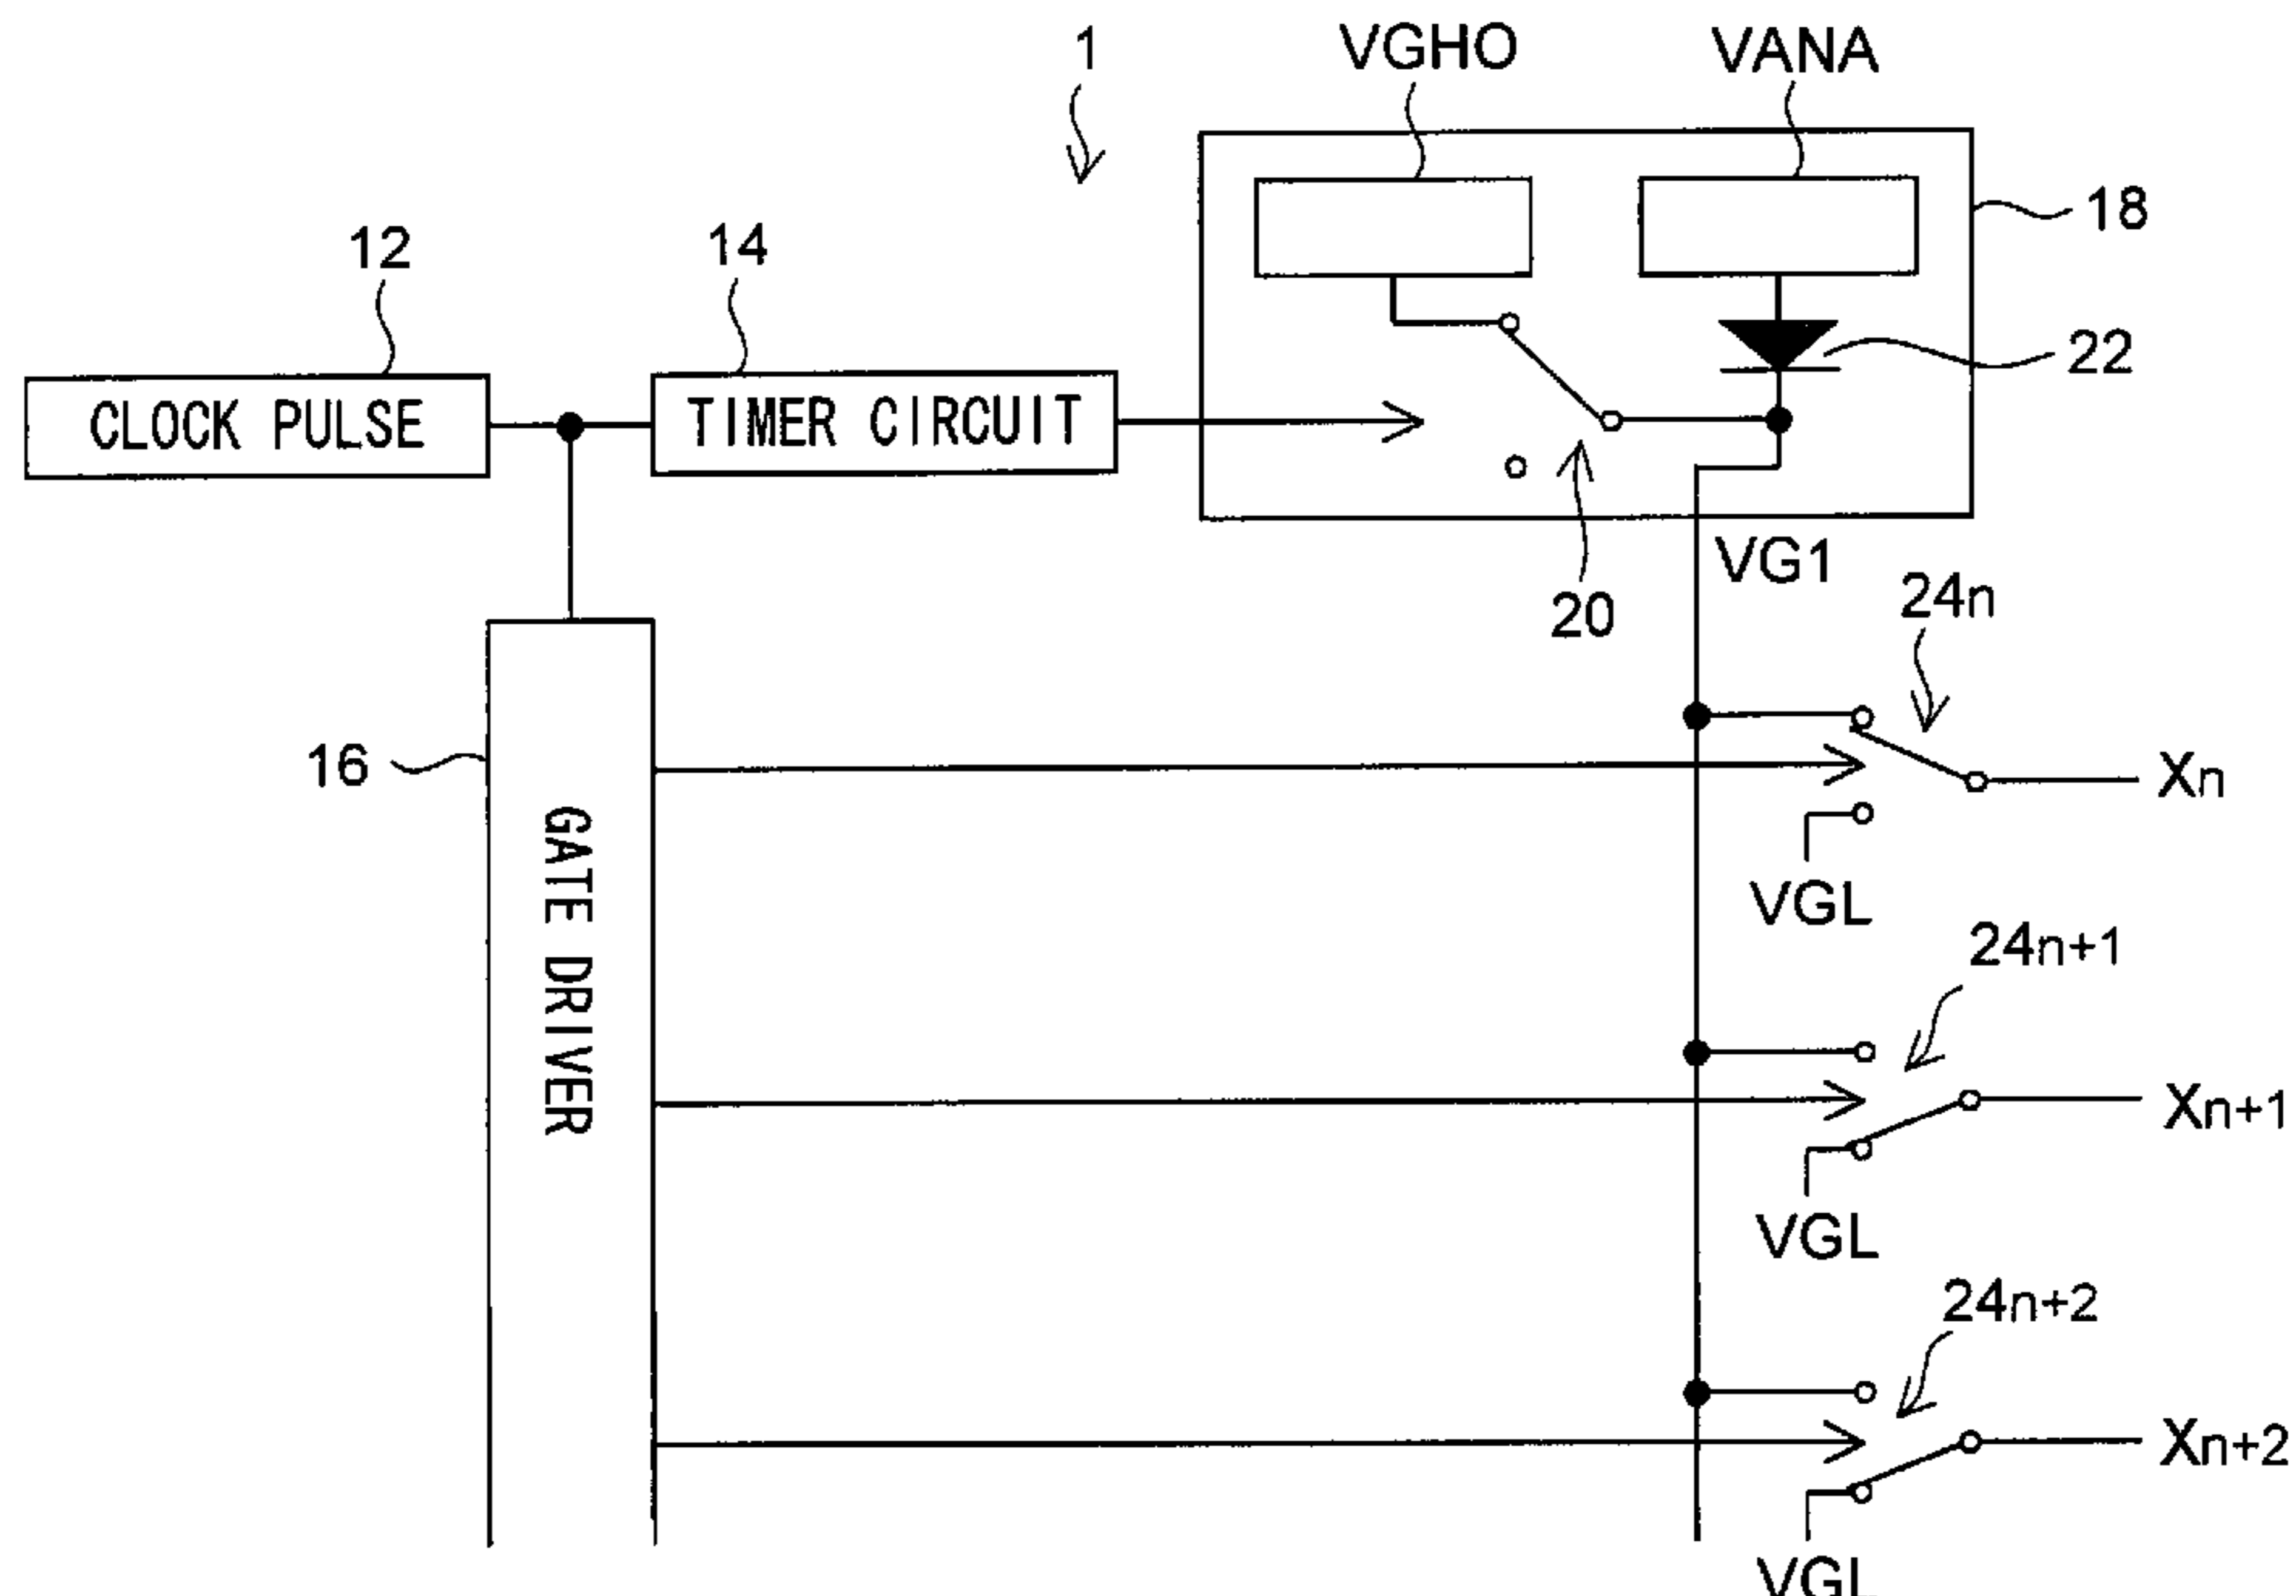 1
VGHO
VANA
18
12
14
22
CLOCK PULSE
TIMER CIRCUIT
20
VG1
24n
16
Xn
GATE DRIVER
VGL
24n+1
Xn+1
VGL
24n+2
Xn+2
VGL